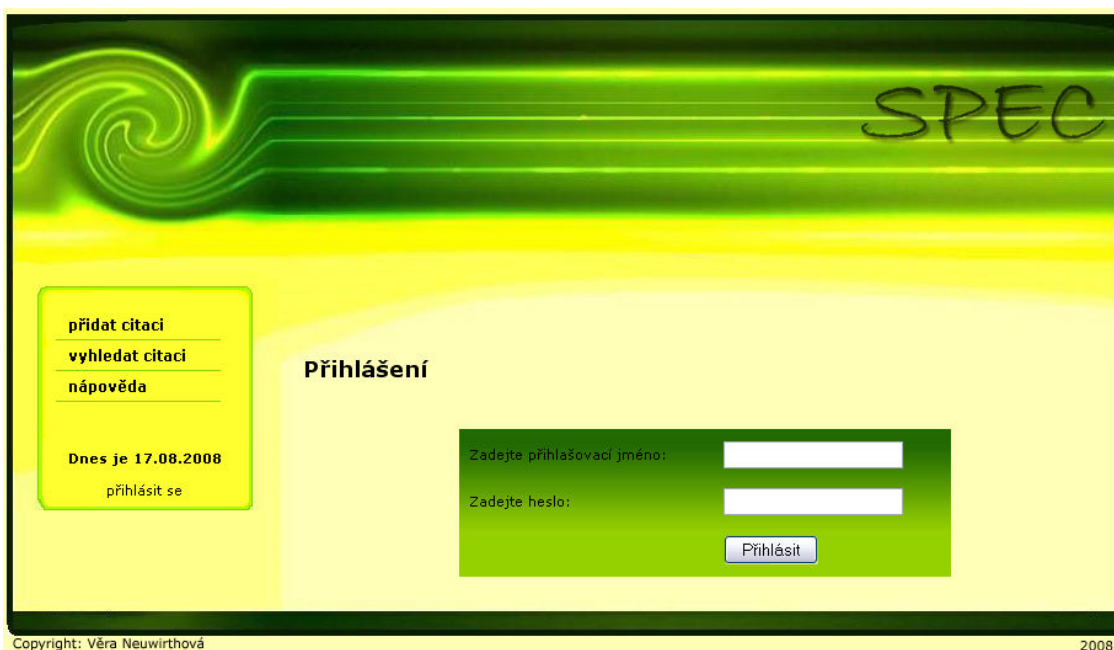 SPEC
přidat citaci
vyhledat citaci
nápověda
Dnes je 17.08.2008
přihlásit se
Přihlášení
Zadejte přihlašovací jméno:
Zadejte heslo:
Přihlásit
Copyright: Věra Neuwirthová
2008